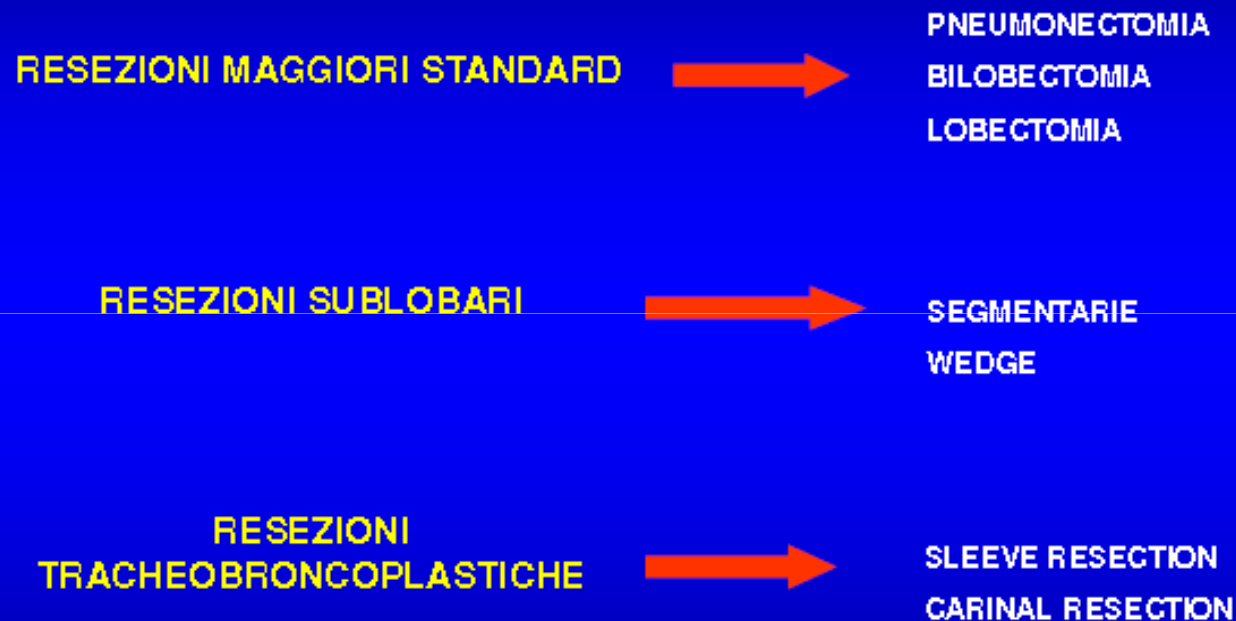 RESEZIONI MAGGIORI STANDARD
PNEUMONECTOMIA
BILOBECTOMIA
LOBECTOMIA
RESEZIONI SUBLOBARI
SEGMENTARIE
WEDGE
RESEZIONI
TRACHEOBRONCOPLASTICHE
SLEEVE RESECTION
CARINAL RESECTION